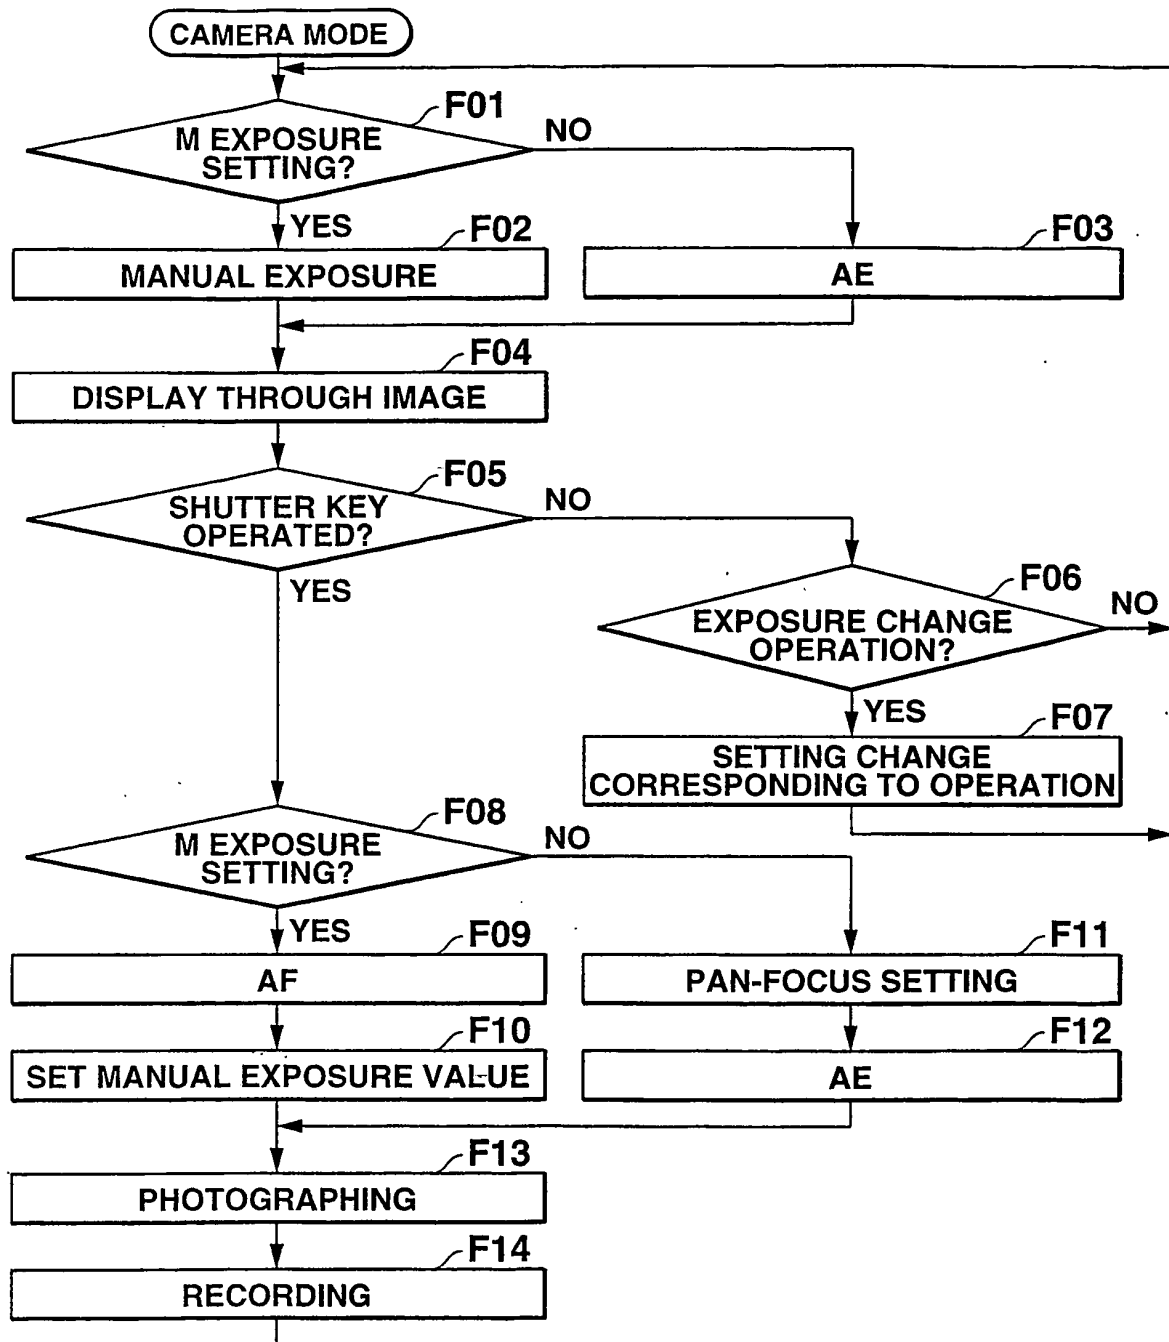 CAMERA MODE
F01
M EXPOSURE
SETTING?
NO
YES
F02
MANUAL EXPOSURE
F03
AE
F04
DISPLAY THROUGH IMAGE
F05
SHUTTER KEY
OPERATED?
NO
YES
F06
EXPOSURE CHANGE
OPERATION?
NO
YES
F07
SETTING CHANGE
CORRESPONDING TO OPERATION
F08
M EXPOSURE
SETTING?
NO
YES
F09
AF
F11
PAN-FOCUS SETTING
F10
SET MANUAL EXPOSURE VALUE
F12
AE
F13
PHOTOGRAPHING
F14
RECORDING